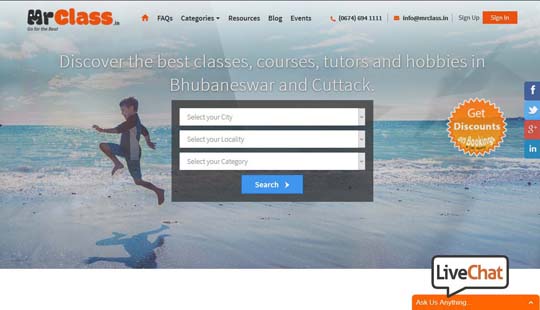 MrClass.in
Go for the Best
FAQs
Categories
Resources
Blog
Events
(0674) 694 1111
info@mrclass.in
Sign Up
Sign In
Discover the best classes, courses, tutors and hobbies in
Bhubaneswar and Cuttack.
Select your City
Select your Locality
Select your Category
Search
Get
Discounts
on Booking
f
g+
in
LiveChat
Ask Us Anything...